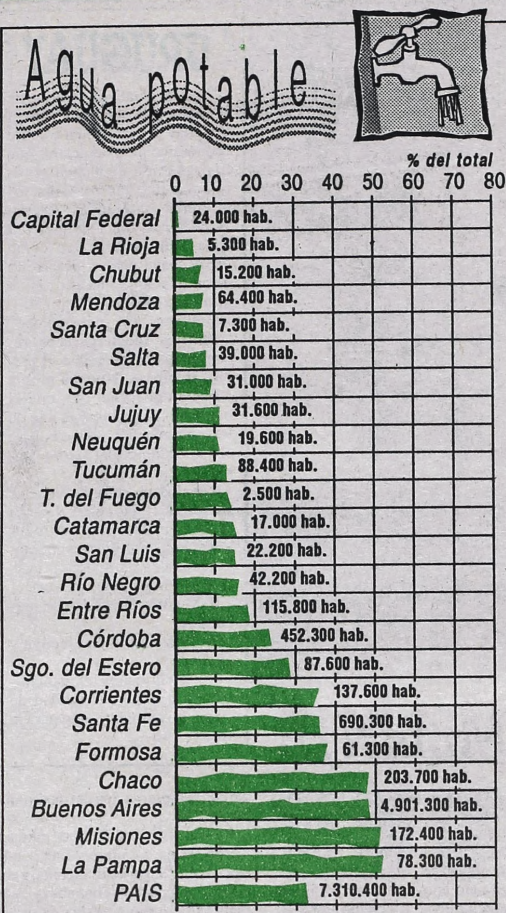 Agua potable
% del total
0 10 20 30 40 50 60 70 80
Capital Federal 24.000 hab.
La Rioja 5.300 hab.
Chubut 15.200 hab.
Mendoza 64.400 hab.
Santa Cruz 7.300 hab.
Salta 39.000 hab.
San Juan 31.000 hab.
Jujuy 31.600 hab.
Neuquén 19.600 hab.
Tucumán 88.400 hab.
T. del Fuego 2.500 hab.
Catamarca 17.000 hab.
San Luis 22.200 hab.
Río Negro 42.200 hab.
Entre Ríos 115.800 hab.
Córdoba 452.300 hab.
Sgo. del Estero 87.600 hab.
Corrientes 137.600 hab.
Santa Fe 690.300 hab.
Formosa 61.300 hab.
Chaco 203.700 hab.
Buenos Aires 4.901.300 hab.
Misiones 172.400 hab.
La Pampa 78.300 hab.
PAIS 7.310.400 hab.